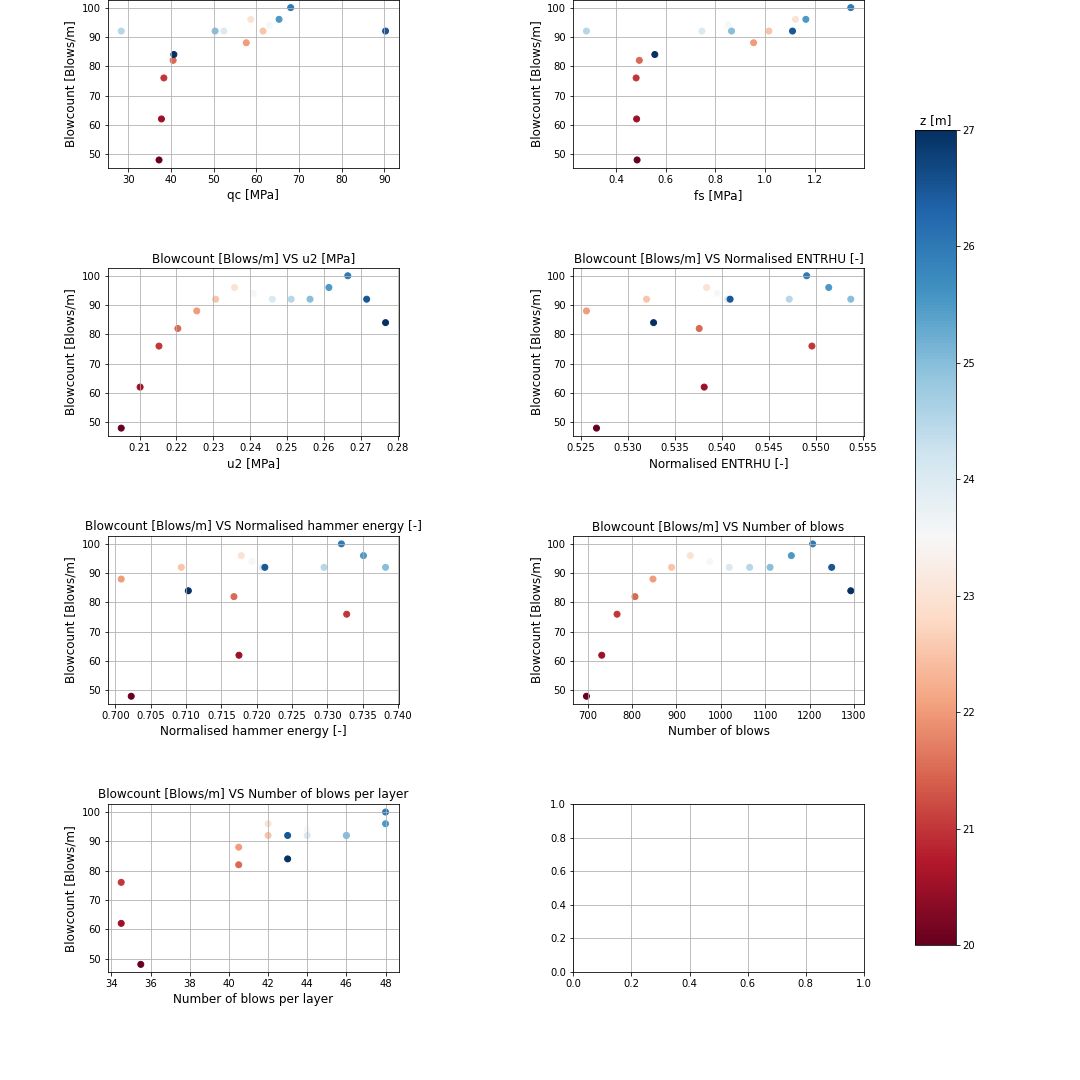 100
90
80
70
60
50
Blowcount [Blows/m]
30 40 50 60 70 80 90
qc [MPa]
100
90
80
70
60
50
Blowcount [Blows/m]
0.4 0.6 0.8 1.0 1.2
fs [MPa]
Blowcount [Blows/m] VS u2 [MPa]
100
90
80
70
60
50
Blowcount [Blows/m]
0.21 0.22 0.23 0.24 0.25 0.26 0.27 0.28
u2 [MPa]
Blowcount [Blows/m] VS Normalised ENTRHU [-]
100
90
80
70
60
50
Blowcount [Blows/m]
0.525 0.530 0.535 0.540 0.545 0.550 0.555
Normalised ENTRHU [-]
Blowcount [Blows/m] VS Normalised hammer energy [-]
100
90
80
70
60
50
Blowcount [Blows/m]
0.700 0.705 0.710 0.715 0.720 0.725 0.730 0.735 0.740
Normalised hammer energy [-]
Blowcount [Blows/m] VS Number of blows
100
90
80
70
60
50
Blowcount [Blows/m]
700 800 900 1000 1100 1200 1300
Number of blows
Blowcount [Blows/m] VS Number of blows per layer
100
90
80
70
60
50
Blowcount [Blows/m]
34 36 38 40 42 44 46 48
Number of blows per layer
1.0
0.8
0.6
0.4
0.2
0.0
0.0 0.2 0.4 0.6 0.8 1.0
z [m]
27
26
25
24
23
22
21
20